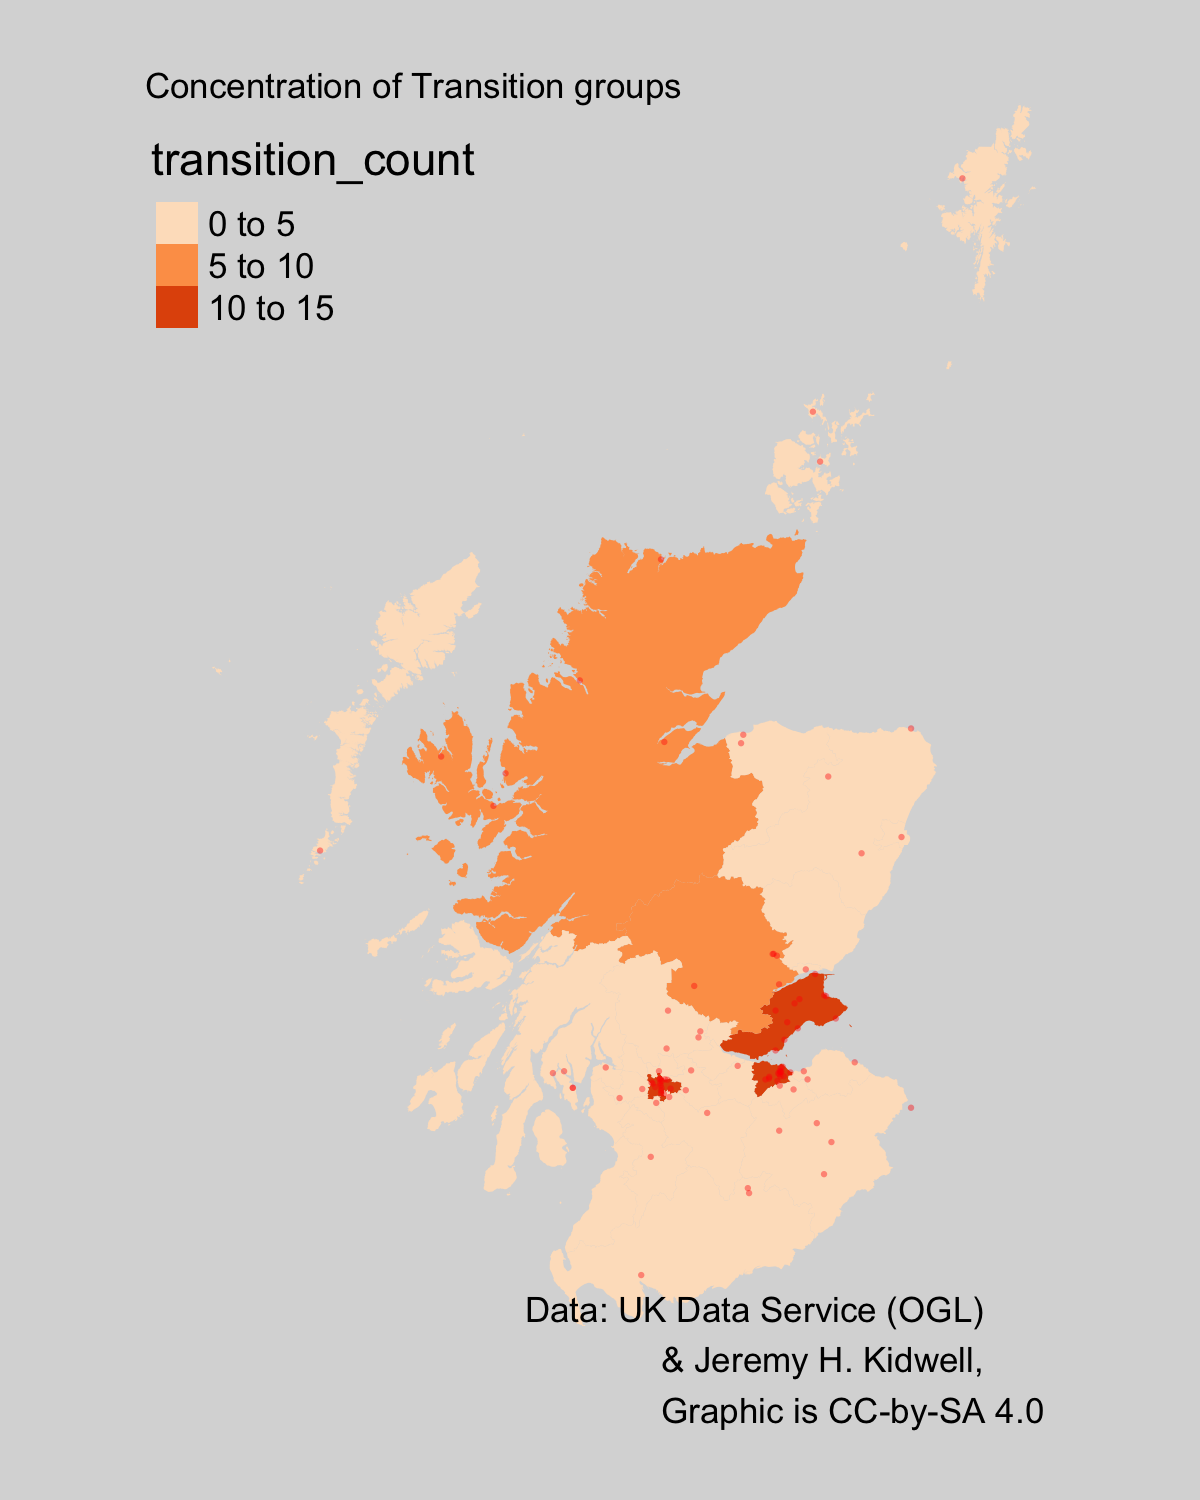 Concentration of Transition groups
transition_count
0 to 5
5 to 10
10 to 15
Data: UK Data Service (OGL)
& Jeremy H. Kidwell,
Graphic is CC-by-SA 4.0